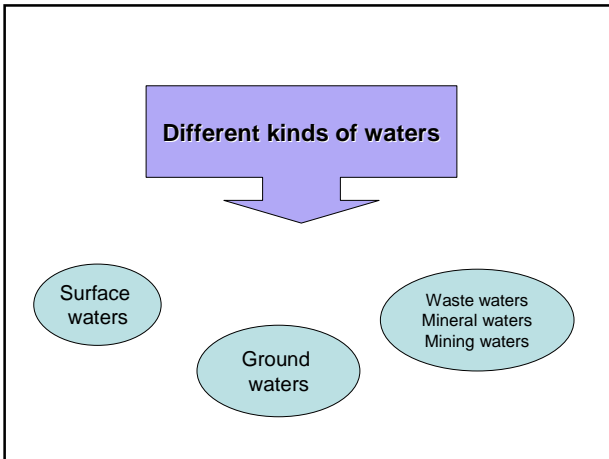 Different kinds of waters
Surface
waters
Ground
waters
Waste waters
Mineral waters
Mining waters